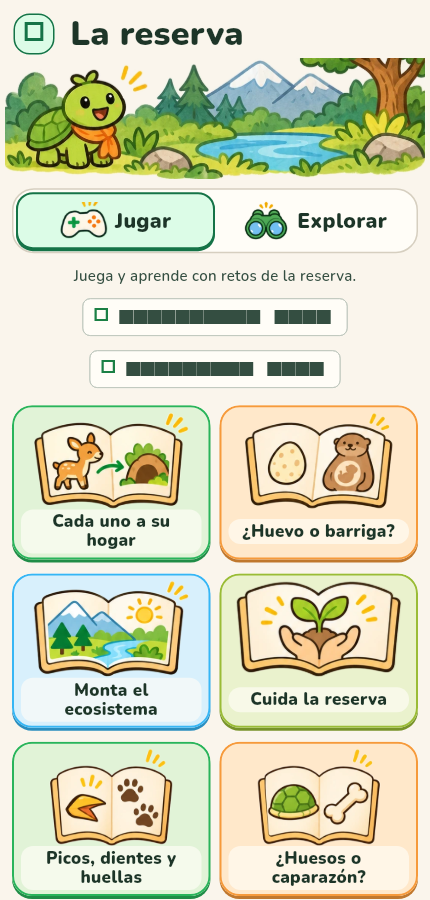 La reserva
Jugar
Explorar
Juega y aprende con retos de la reserva.
Cada uno a su
hogar
¿Huevo o barriga?
Monta el
ecosistema
Cuida la reserva
Picos, dientes y
huellas
¿Huesos o
caparazón?